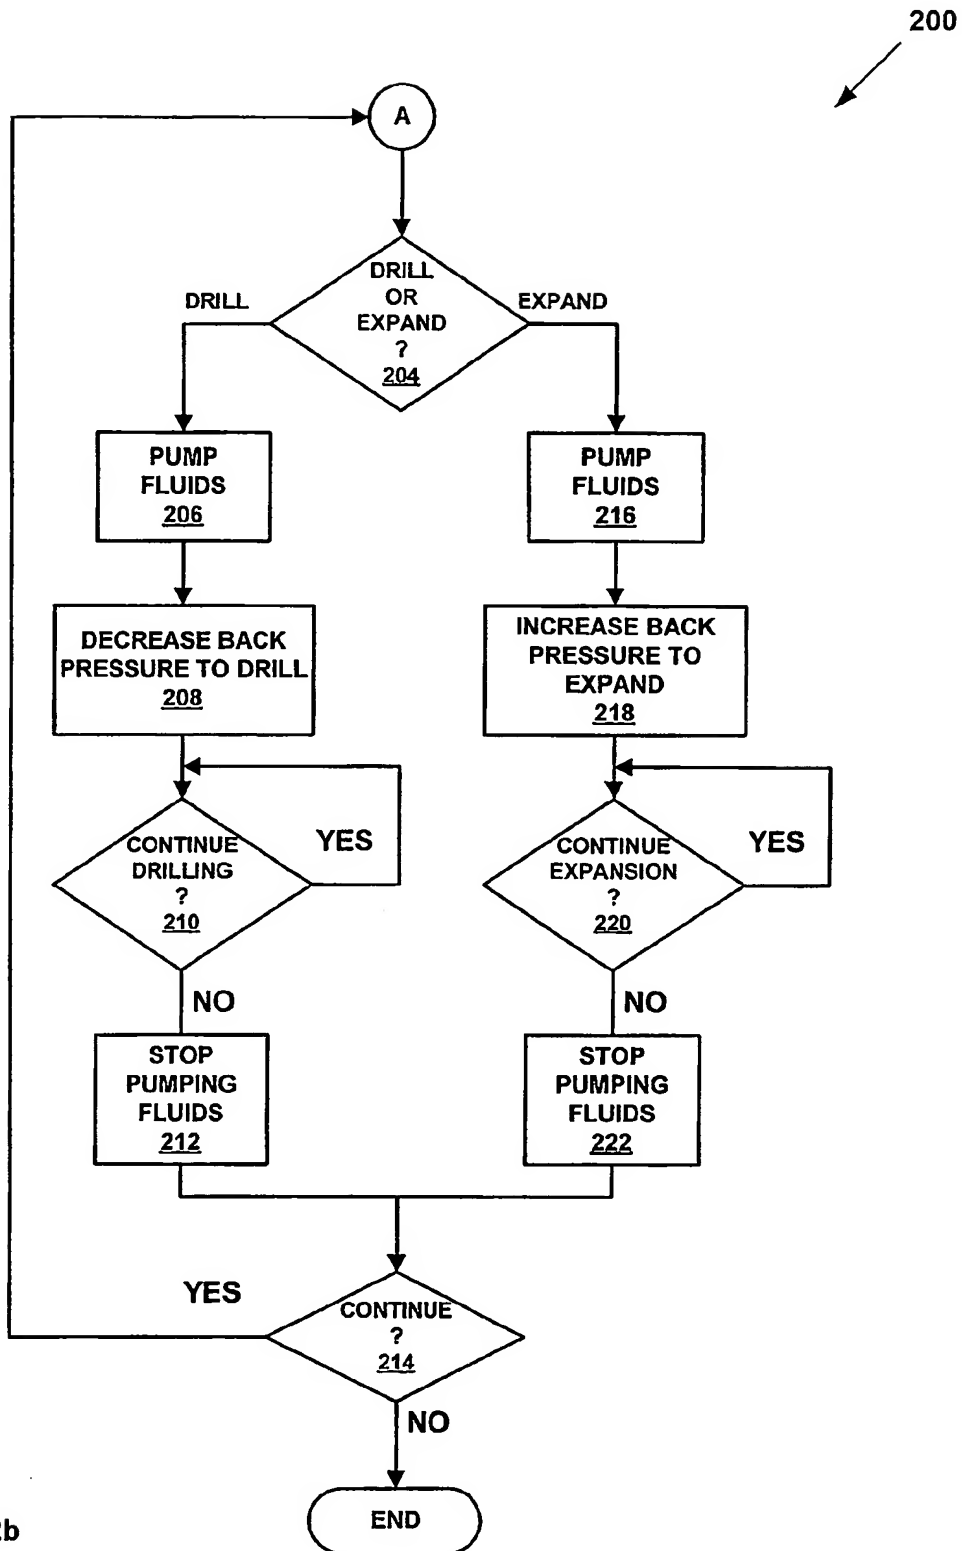 200
A
DRILL
OR
EXPAND
?
204
DRILL
EXPAND
PUMP
FLUIDS
206
PUMP
FLUIDS
216
DECREASE BACK
PRESSURE TO DRILL
208
INCREASE BACK
PRESSURE TO
EXPAND
218
CONTINUE
DRILLING
?
210
YES
CONTINUE
EXPANSION
?
220
YES
NO
NO
STOP
PUMPING
FLUIDS
212
STOP
PUMPING
FLUIDS
222
YES
CONTINUE
?
214
NO
END